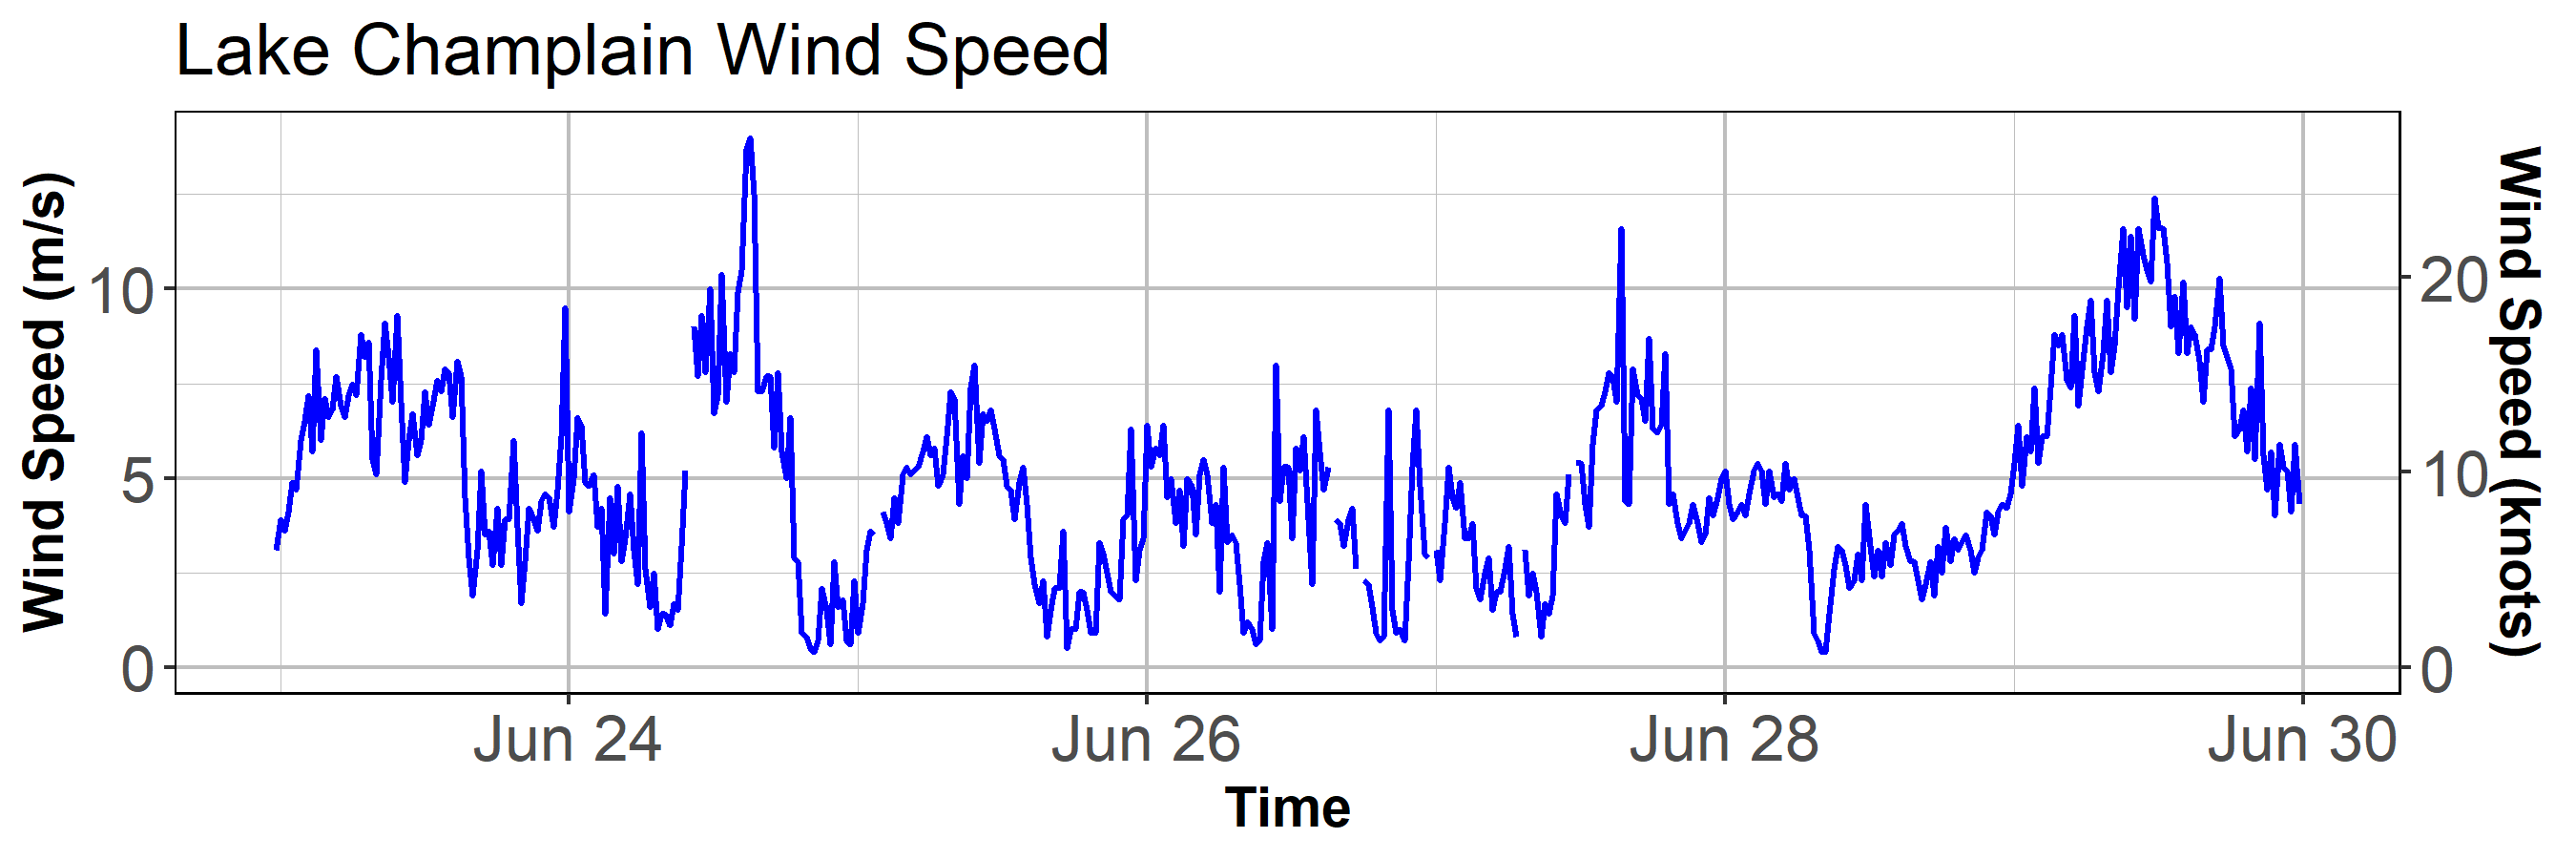 Lake Champlain Wind Speed
Wind Speed (m/s)
10
5
0
20
10
0
Wind Speed (knots)
Jun 24
Jun 26
Jun 28
Jun 30
Time